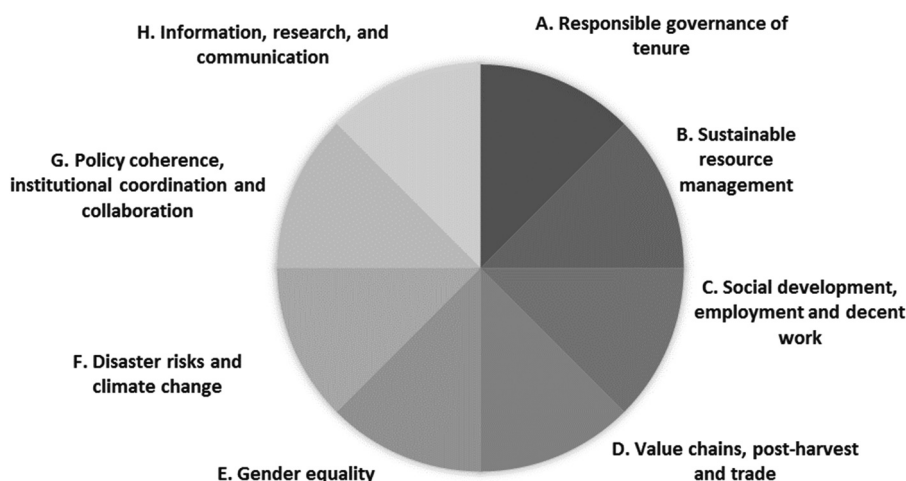 A. Responsible governance of
tenure
B. Sustainable
resource
management
C. Social development,
employment and decent
work
D. Value chains, post-harvest
and trade
E. Gender equality
F. Disaster risks and
climate change
G. Policy coherence,
institutional coordination and
collaboration
H. Information, research, and
communication